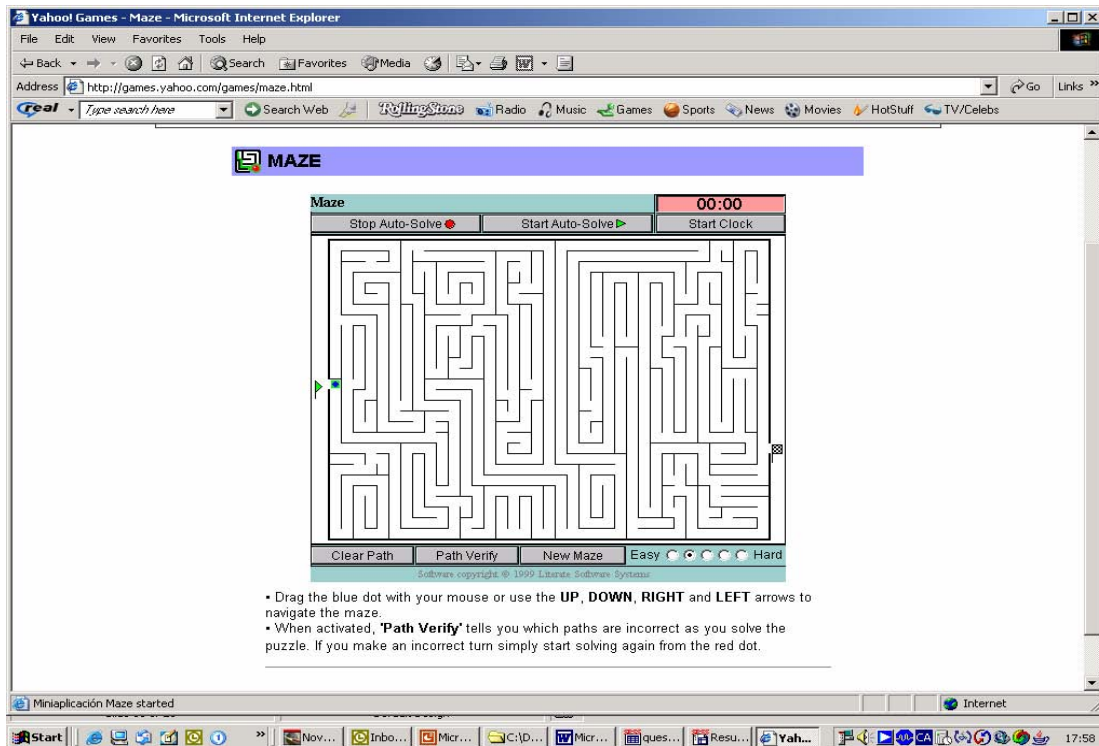 Yahoo! Games - Maze - Microsoft Internet Explorer
File Edit View Favorites Tools Help
Back Search Favorites Media
Address http://games.yahoo.com/games/maze.html Go Links »
real Type search here Search Web RollingStone Radio Music Games Sports News Movies HotStuff TV/Celebs
MAZE
Maze 00:00
Stop Auto-Solve Start Auto-Solve Start Clock
Clear Path Path Verify New Maze Easy Hard
Software copyright © 1999 Literate Software Systems
• Drag the blue dot with your mouse or use the UP, DOWN, RIGHT and LEFT arrows to
navigate the maze.
• When activated, 'Path Verify' tells you which paths are incorrect as you solve the
puzzle. If you make an incorrect turn simply start solving again from the red dot.
Miniaplicación Maze started Internet
Start » Nov... Inbo... Micr... C:\D... Micr... ques... Resu... Yah... CA 17:58